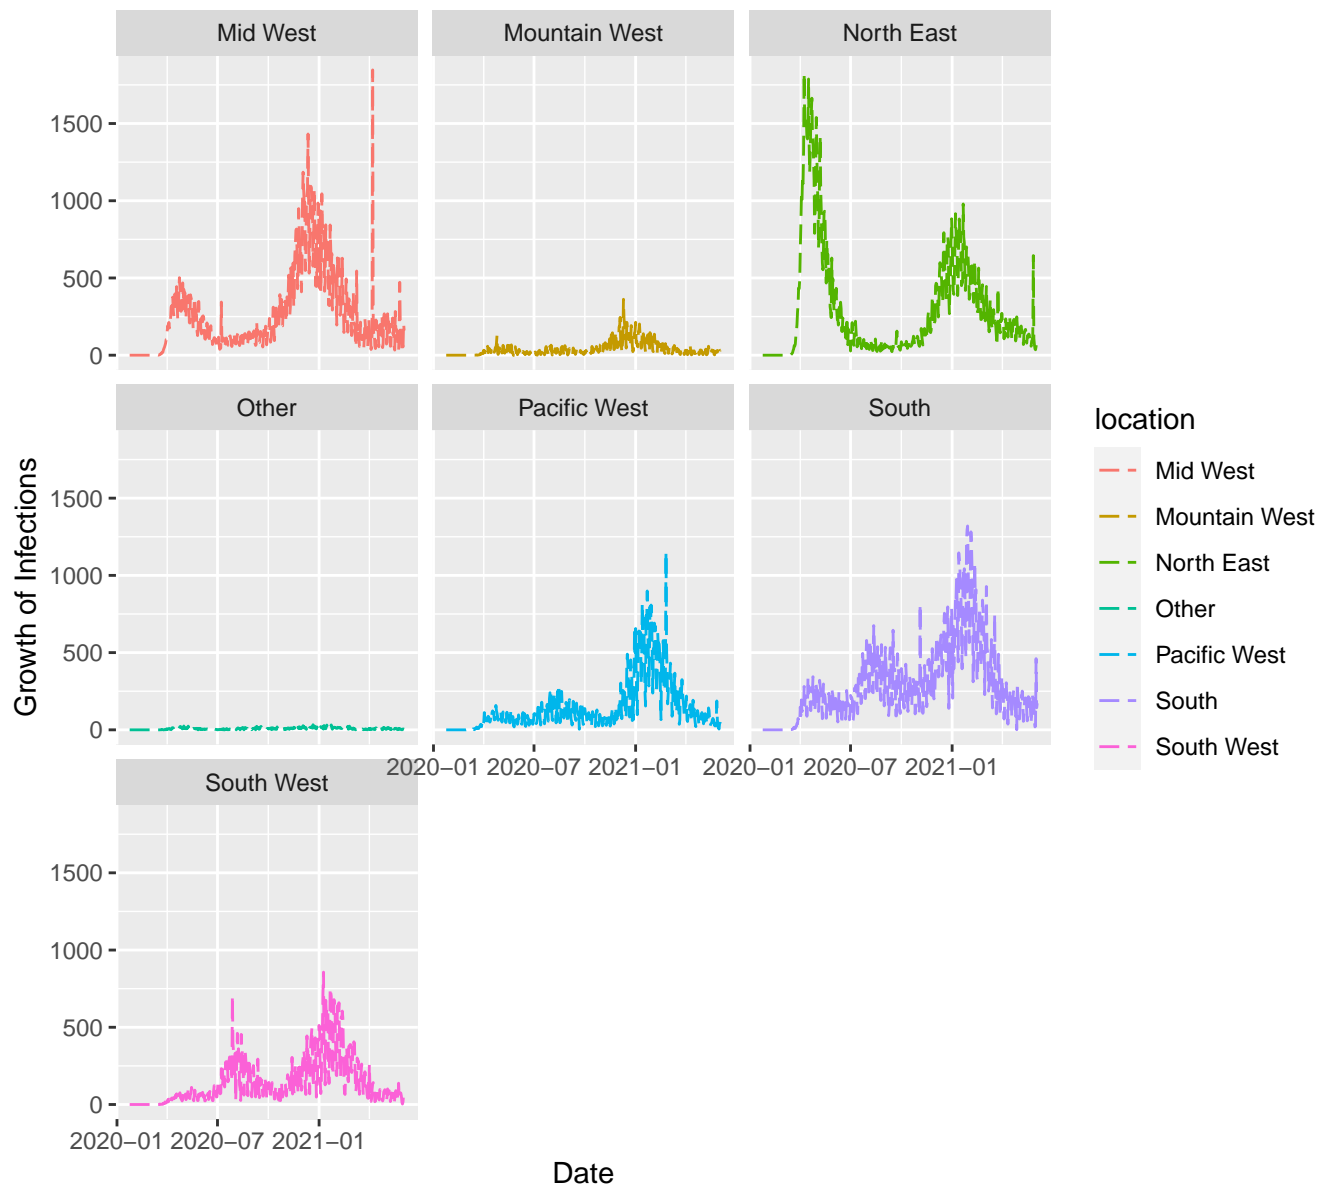 Mid West
Mountain West
North East
1500
1000
500
0
Other
Pacific West
South
1500
1000
500
0
2020−01 2020−07 2021−01
2020−01 2020−07 2021−01
South West
1500
1000
500
0
2020−01 2020−07 2021−01
Growth of Infections
Date
location
Mid West
Mountain West
North East
Other
Pacific West
South
South West